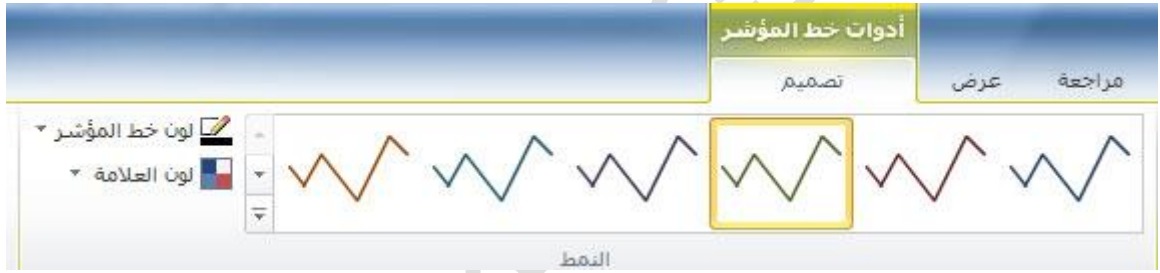 أدوات خط المؤشر
مراجعة عرض تصميم
لون خط المؤشر
لون العلامة
النمط